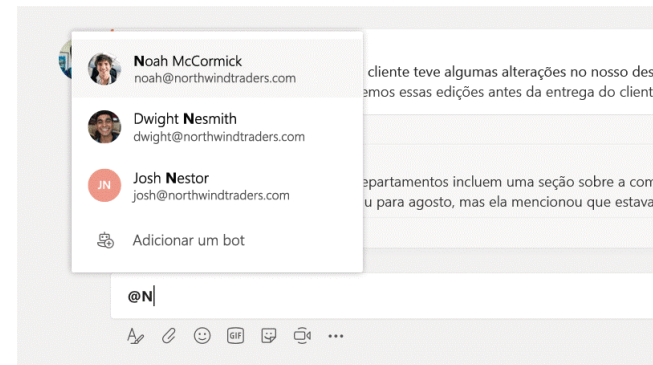 Noah McCormick
noah@northwindtraders.com
cliente teve algumas alterações no nosso des
emos essas edições antes da entrega do client
Dwight Nesmith
dwight@northwindtraders.com
Josh Nestor
JN
josh@northwindtraders.com
epartamentos incluem uma seção sobre a com
u para agosto, mas ela mencionou que estava
Adicionar um bot
@N
GIF